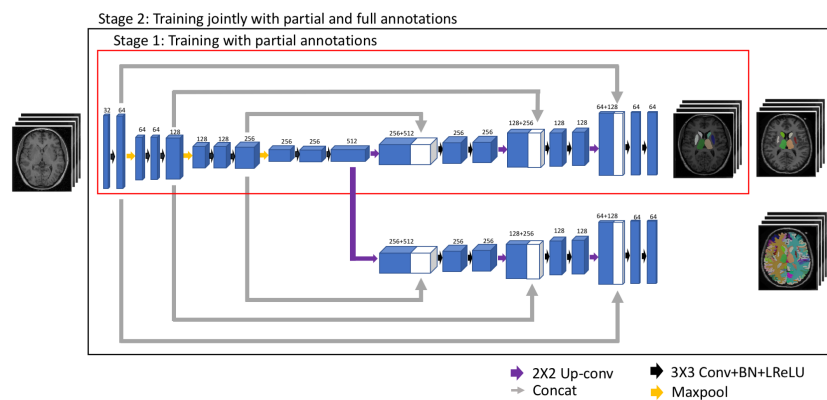 Stage 2: Training jointly with partial and full annotations
Stage 1: Training with partial annotations
32 64
64 64 128
128 128 256
256 256 512
256+512 256 256
128+256 128 128
64+128 64 64
256+512 256 256
128+256 128 128
64+128 64 64
2X2 Up-conv
3X3 Conv+BN+LReLU
Concat
Maxpool